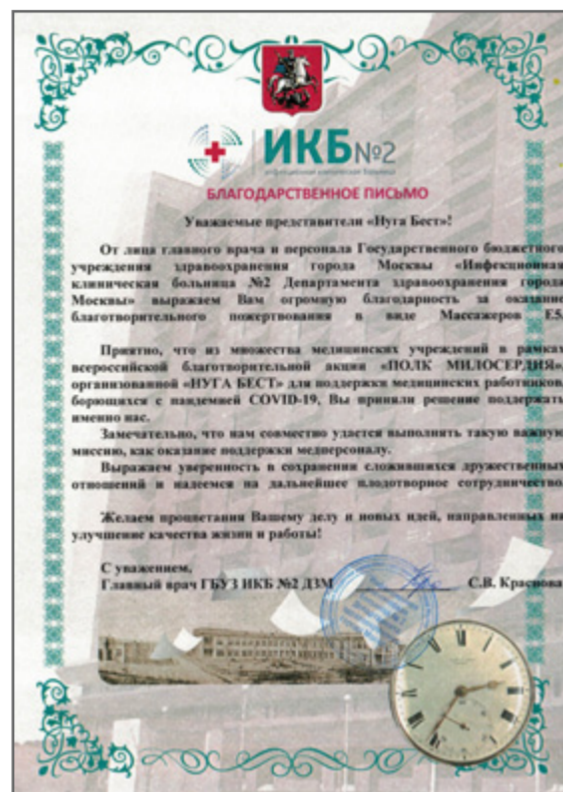 ИКБ№2
инфекционная клиническая больница
БЛАГОДАРСТВЕННОЕ ПИСЬМО
Уважаемые представители «Нуга Бест»!
От лица главного врача и персонала Государственного бюджетного
учреждения здравоохранения города Москвы «Инфекционная
клиническая больница №2 Департамента здравоохранения города
Москвы» выражаем Вам огромную благодарность за оказание
благотворительного пожертвования в виде Массажеров E5.
Приятно, что из множества медицинских учреждений в рамках
всероссийской благотворительной акции «ПОЛК МИЛОСЕРДИЯ»,
организованной «НУГА БЕСТ» для поддержки медицинских работников,
борющихся с пандемией COVID-19, Вы приняли решение поддержать
именно нас.
Замечательно, что нам совместно удается выполнять такую важную
миссию, как оказание поддержки медперсоналу.
Выражаем уверенность в сохранении сложившихся дружественных
отношений и надеемся на дальнейшее плодотворное сотрудничество.
Желаем процветания Вашему делу и новых идей, направленных на
улучшение качества жизни и работы!
С уважением,
Главный врач ГБУЗ ИКБ №2 ДЗМ С.В. Краснова